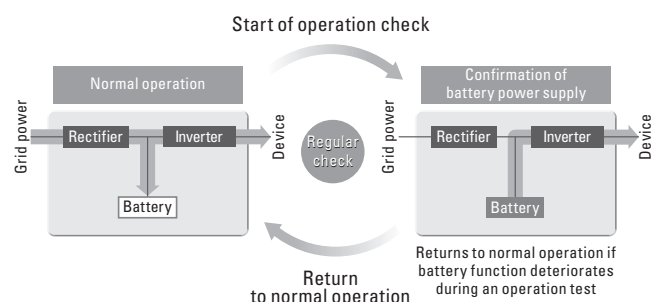 Start of operation check
Normal operation
Grid power
Rectifier
Inverter
Device
Battery
Regular
check
Confirmation of
battery power supply
Grid power
Rectifier
Inverter
Device
Battery
Returns to normal operation if
battery function deteriorates
during an operation test
Return
to normal operation